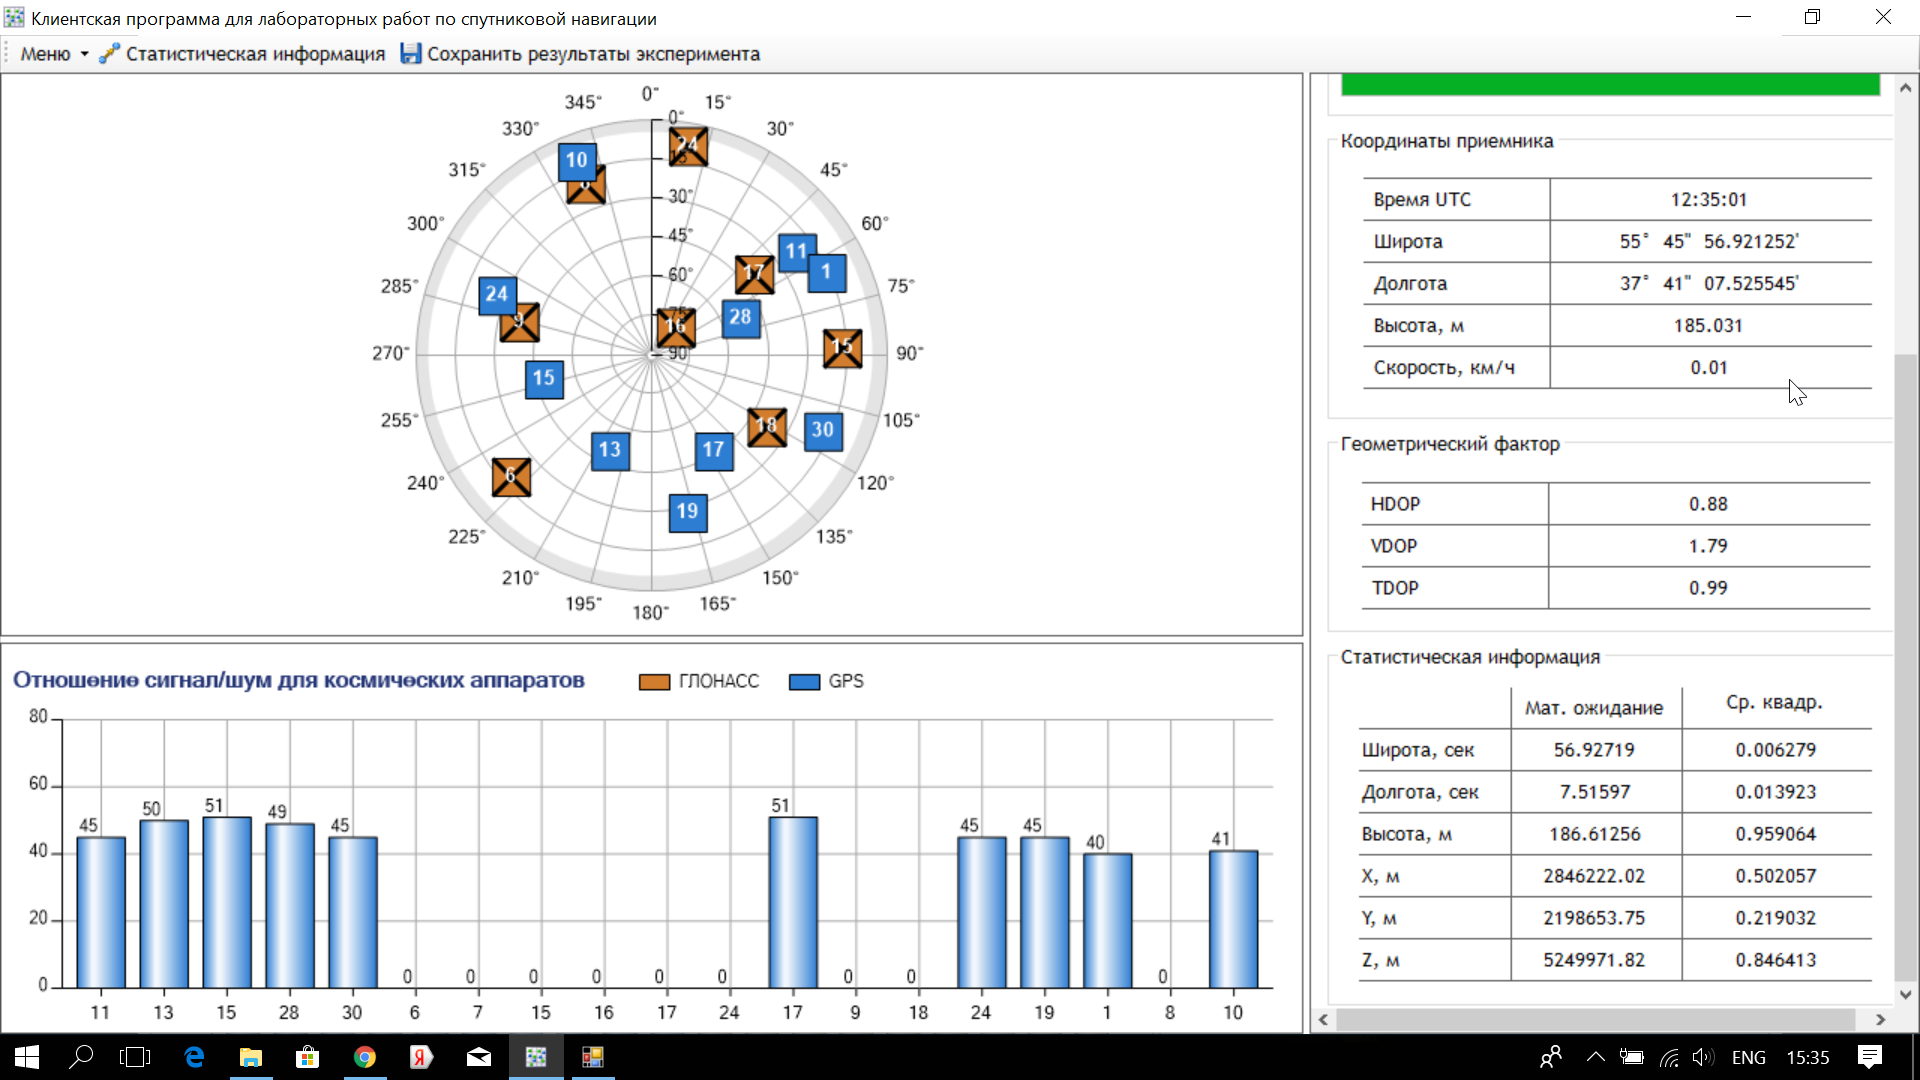 Клиентская программа для лабораторных работ по спутниковой навигации
Меню Статистическая информация Сохранить результаты эксперимента
0°
345° 15°
330° 30°
315° 45°
300° 60°
285° 75°
270° 90°
255° 105°
240° 120°
225° 135°
210° 150°
195° 165°
180°
0°
15
30°
45°
60°
75
90
24
10
11
17
1
24
9
28
16
15
15
18
30
13
17
6
19
Отношение сигнал/шум для космических аппаратов ГЛОНАСС GPS
80
60
40
20
0
45 50 51 49 45 0 0 0 0 0 0 51 0 0 45 45 40 0 41
11 13 15 28 30 6 7 15 16 17 24 17 9 18 24 19 1 8 10
Координаты приемника
Время UTC 12:35:01
Широта 55° 45" 56.921252'
Долгота 37° 41" 07.525545'
Высота, м 185.031
Скорость, км/ч 0.01
Геометрический фактор
HDOP 0.88
VDOP 1.79
TDOP 0.99
Статистическая информация
Мат. ожидание Ср. квадр.
Широта, сек 56.92719 0.006279
Долгота, сек 7.51597 0.013923
Высота, м 186.61256 0.959064
X, м 2846222.02 0.502057
Y, м 2198653.75 0.219032
Z, м 5249971.82 0.846413
ENG 15:35